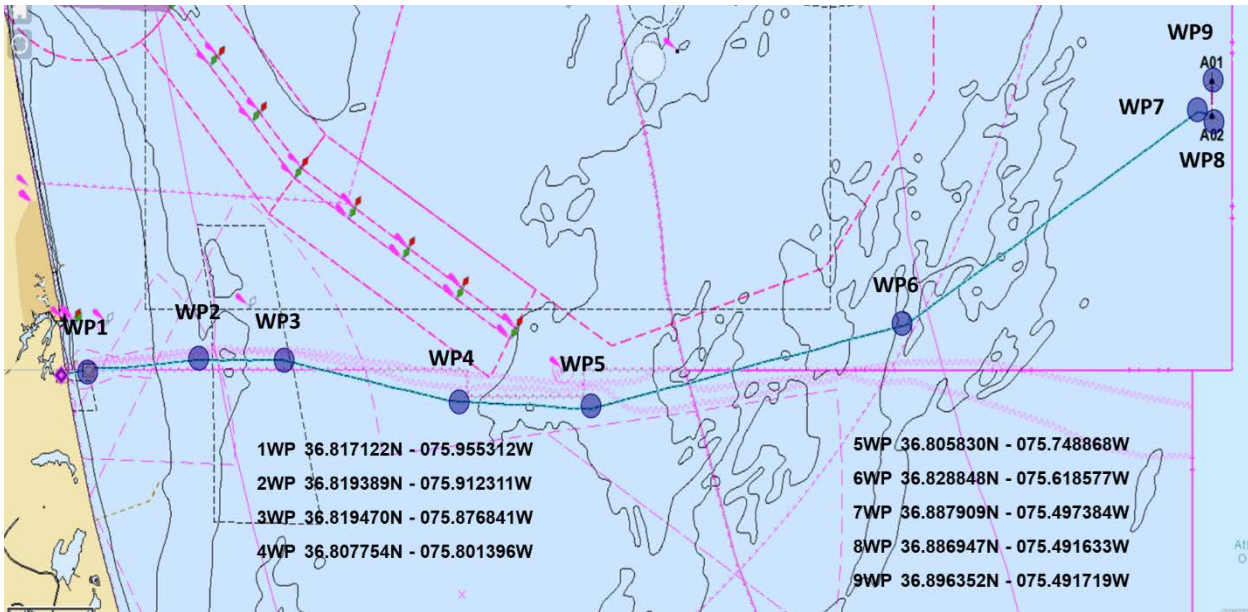 WP9
A01
WP7
A02
WP8
WP6
WP2
WP1
WP3
WP4
WP5
1WP 36.817122N - 075.955312W
2WP 36.819389N - 075.912311W
3WP 36.819470N - 075.876841W
4WP 36.807754N - 075.801396W
5WP 36.805830N - 075.748868W
6WP 36.828848N - 075.618577W
7WP 36.887909N - 075.497384W
8WP 36.886947N - 075.491633W
9WP 36.896352N - 075.491719W